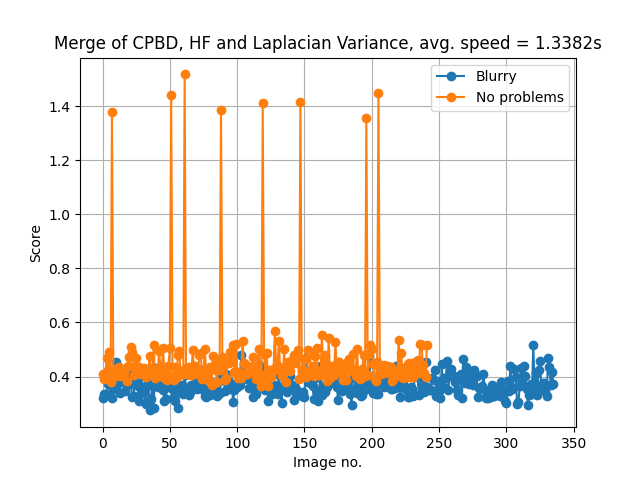 Merge of CPBD, HF and Laplacian Variance, avg. speed = 1.3382s
Blurry
No problems
1.4
1.2
1.0
0.8
0.6
0.4
Score
0 50 100 150 200 250 300 350
Image no.